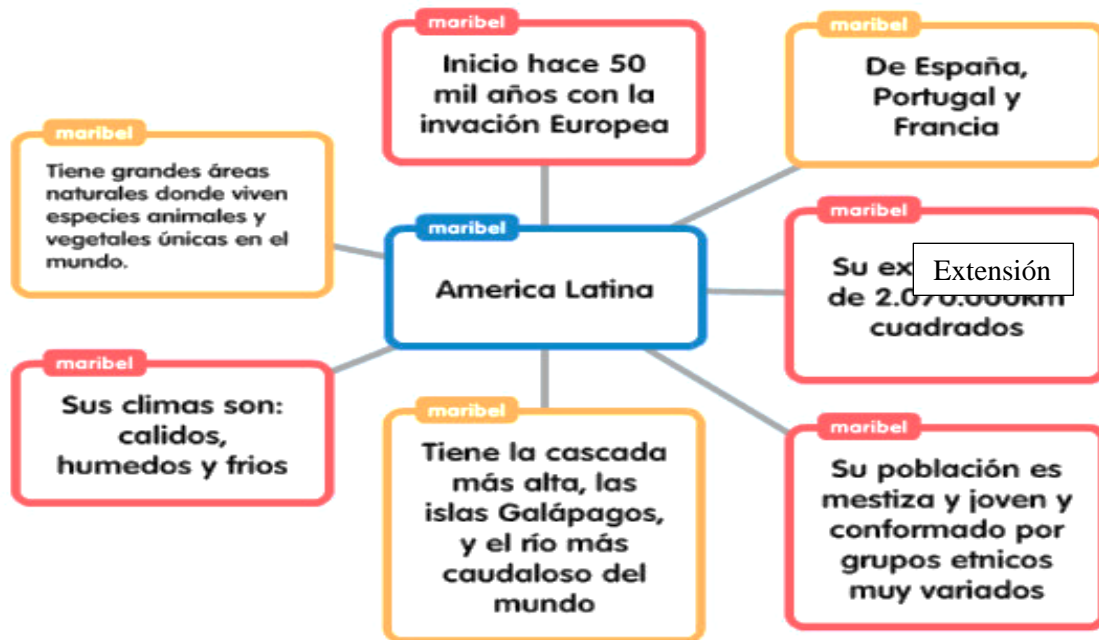 maribel
Inicio hace 50
mil años con la
invación Europea
maribel
De España,
Portugal y
Francia
maribel
Tiene grandes áreas
naturales donde viven
especies animales y
vegetales únicas en el
mundo.
maribel
America Latina
maribel
Su
Extensión
de 2.070.000km
cuadrados
maribel
Sus climas son:
calidos,
humedos y frios
maribel
Tiene la cascada
más alta, las
islas Galápagos,
y el río más
caudaloso del
mundo
maribel
Su población es
mestiza y joven y
conformado por
grupos etnicos
muy variados